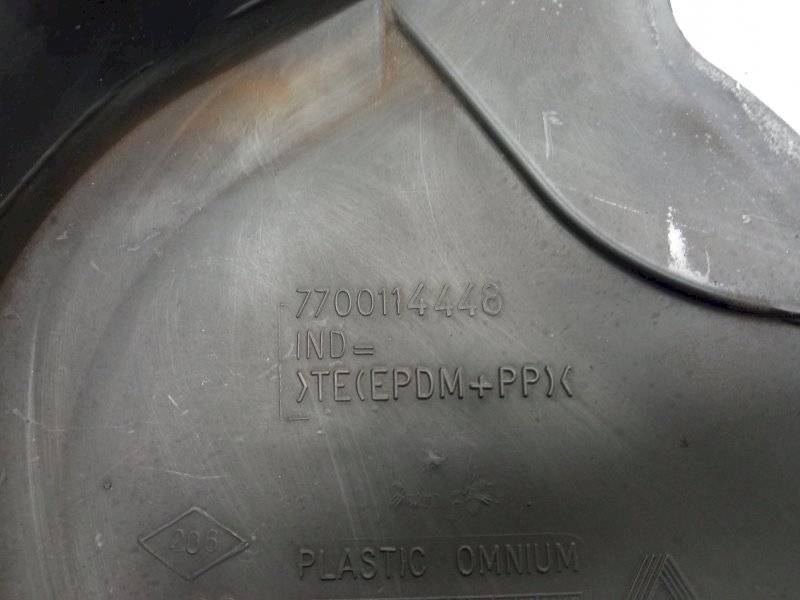 7700114448
IND=
>TE(EPDM+PP)<
206
PLASTIC OMNIUM